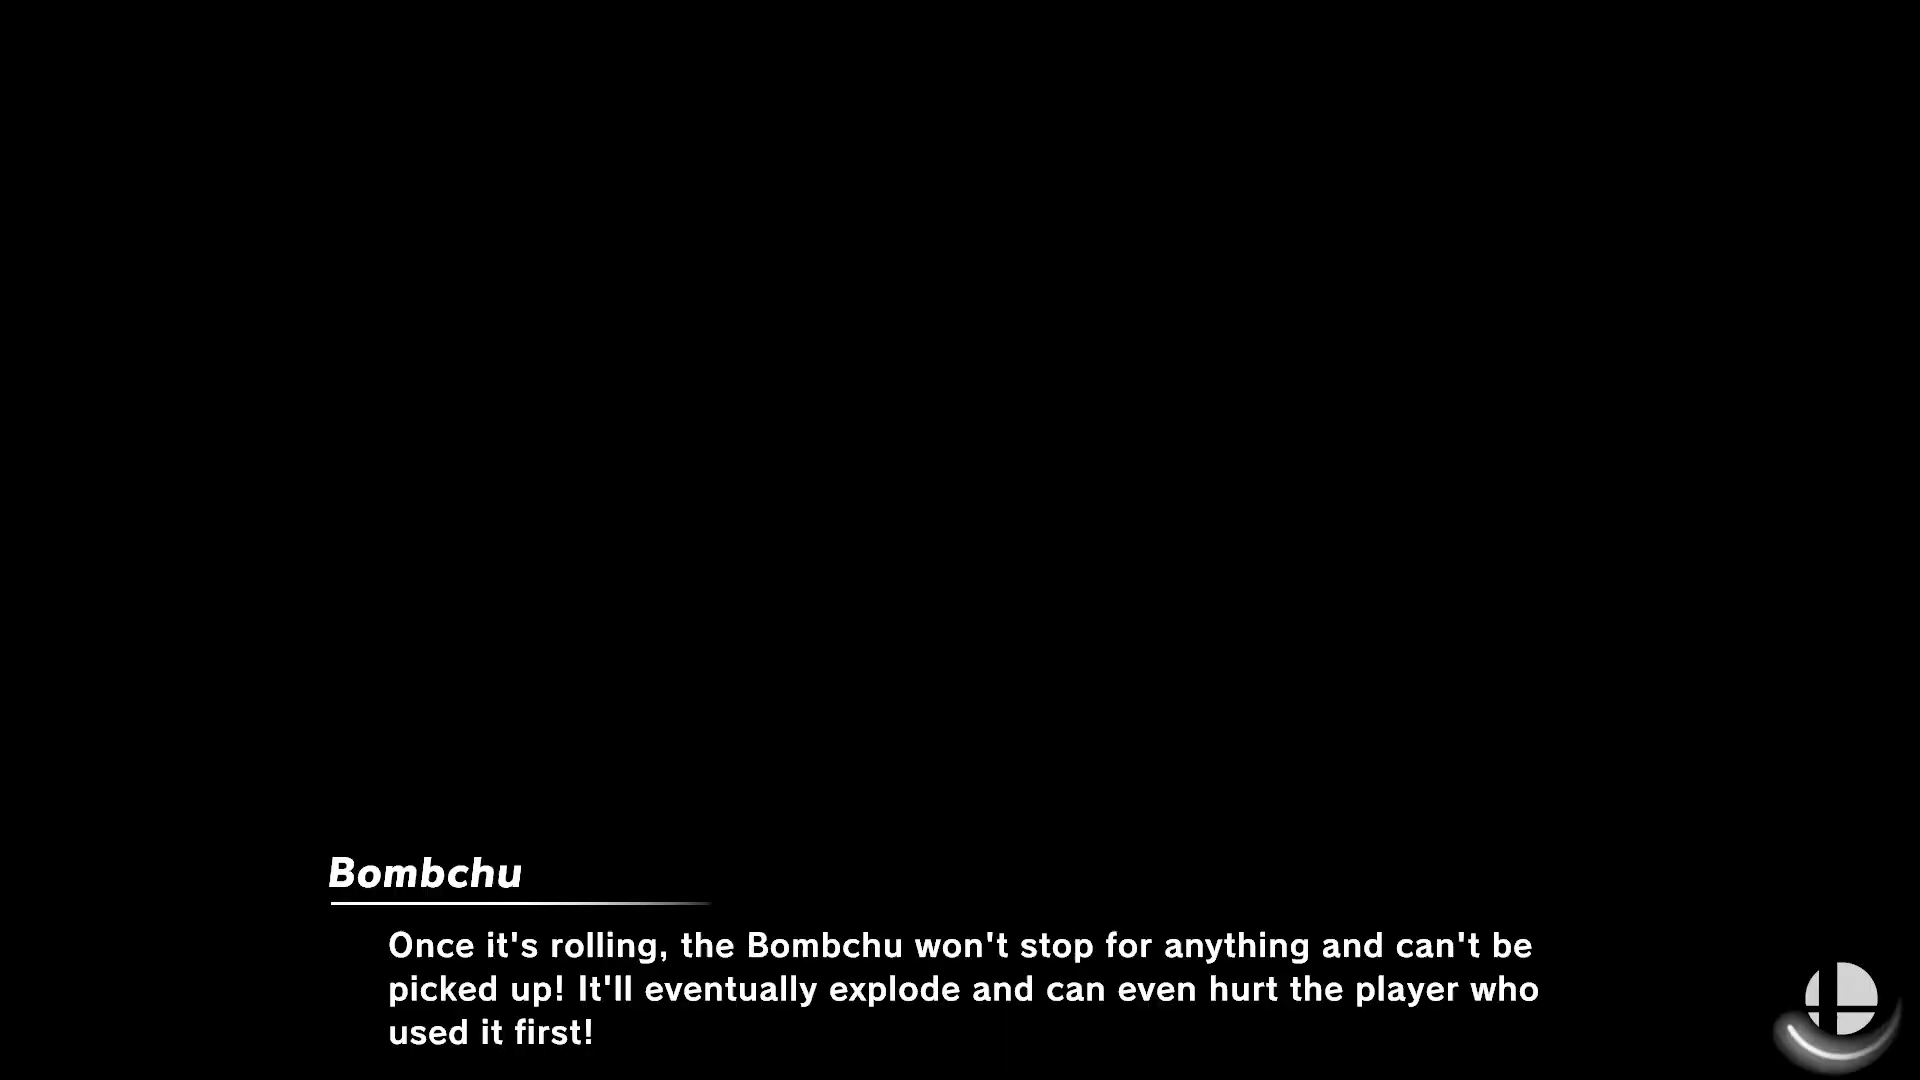 Bombchu
Once it's rolling, the Bombchu won't stop for anything and can't be
picked up! It'll eventually explode and can even hurt the player who
used it first!